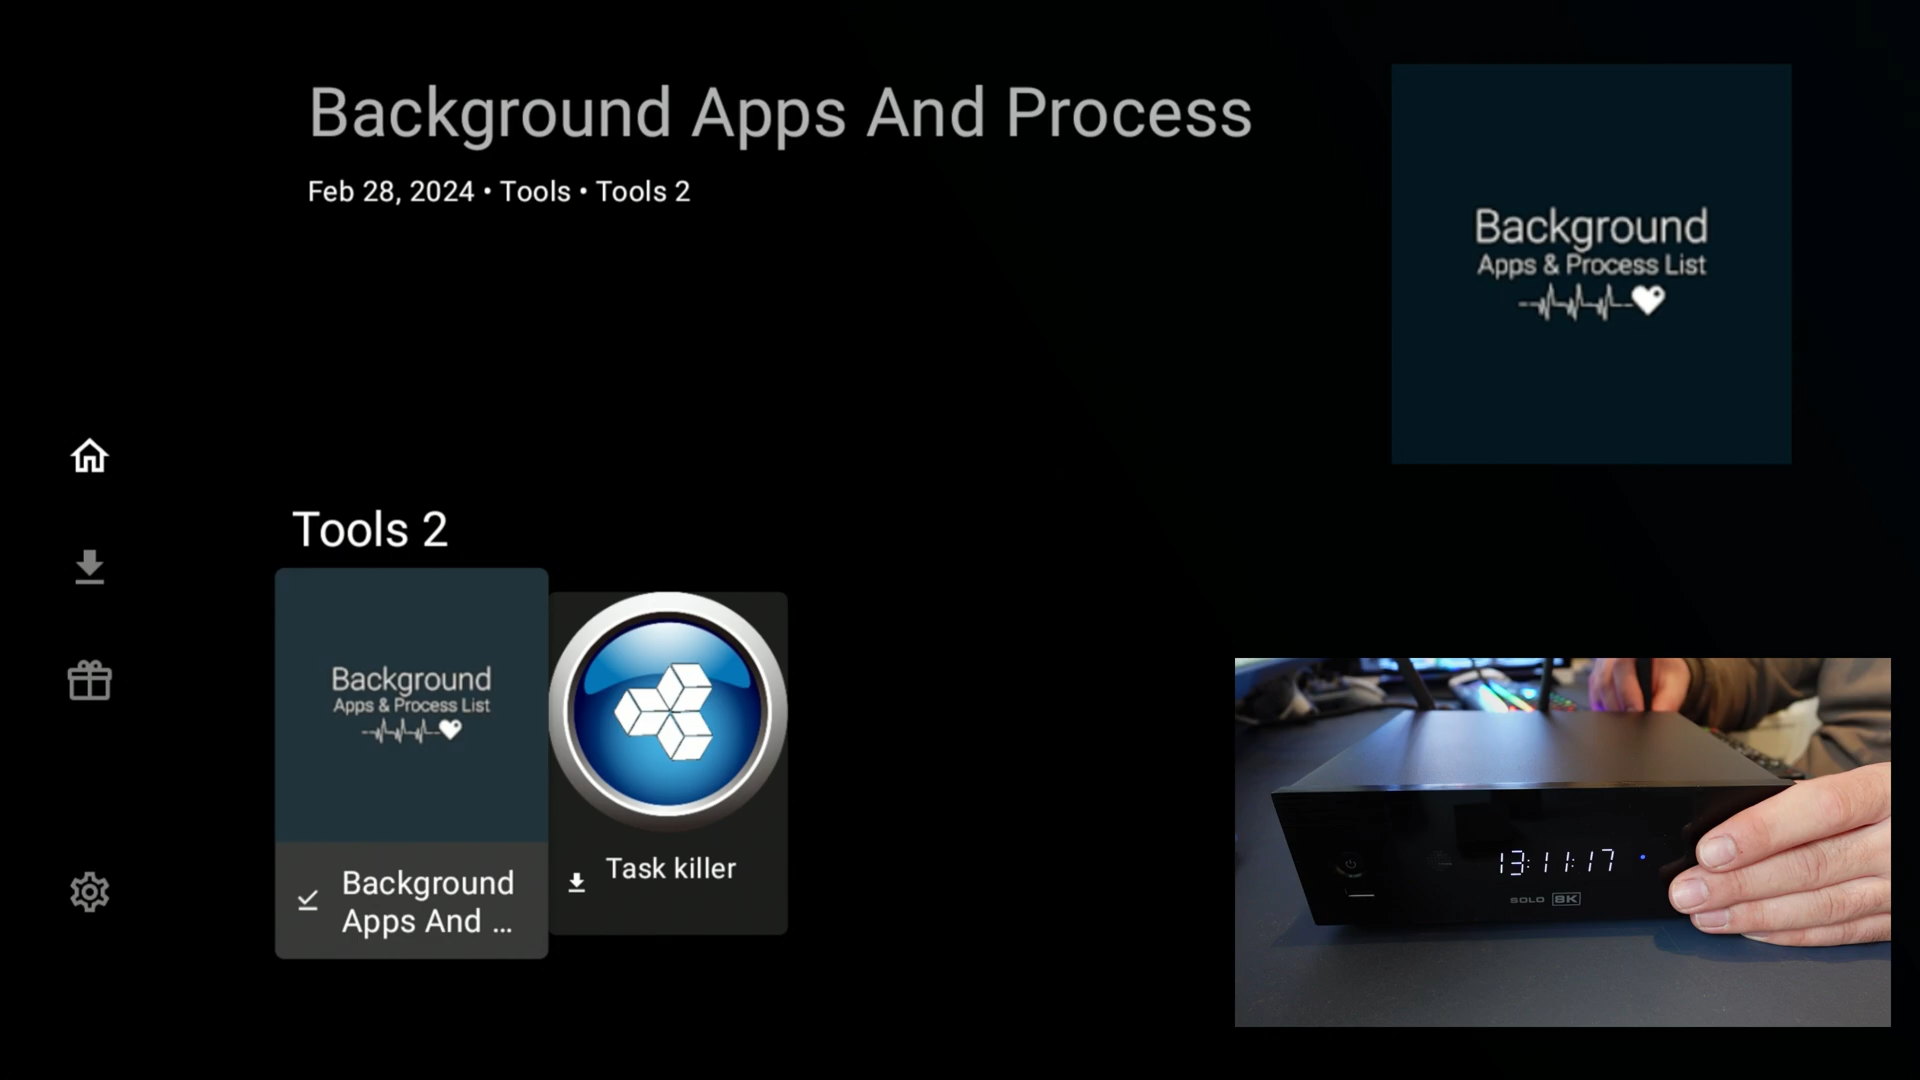 Background Apps And Process
Feb 28, 2024 • Tools • Tools 2
Background
Apps & Process List
Tools 2
Background
Apps & Process List
Background
Apps And ...
Task killer
13:11:17
SOLO 8K